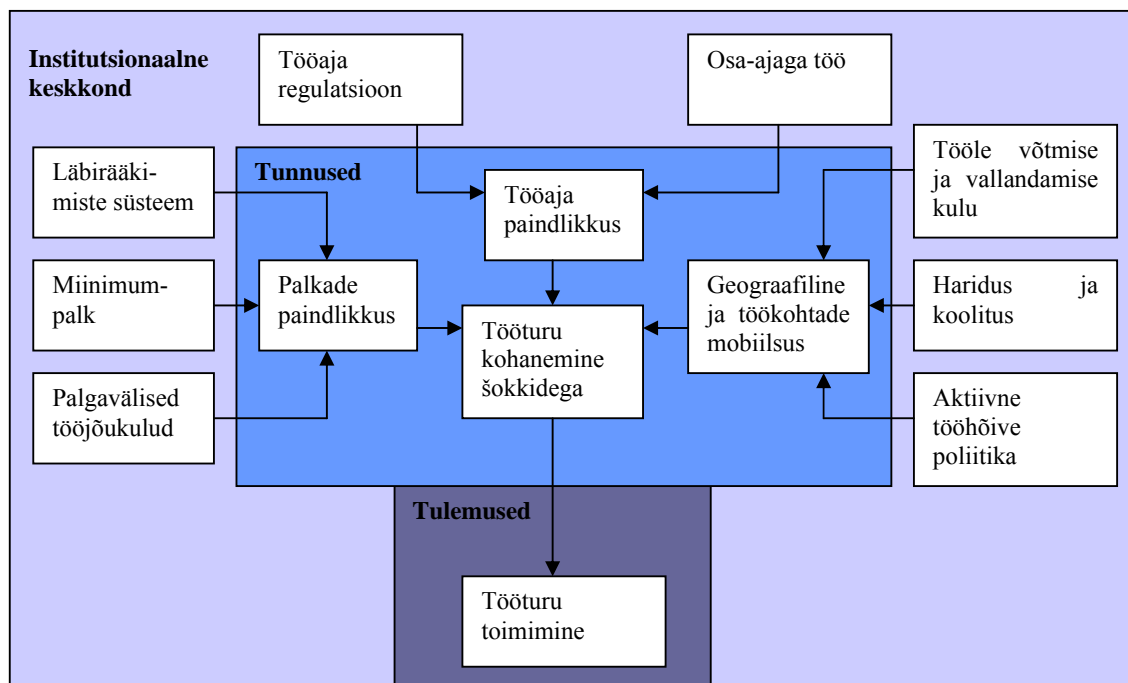 Institutsionaalne
keskkond
Tööaja
regulatsioon
Osa-ajaga töö
Läbirääki-
miste süsteem
Tunnused
Tööaja
paindlikkus
Tööle võtmise
ja vallandamise
kulu
Miinimum-
palk
Palkade
paindlikkus
Tööturu
kohanemine
šokkidega
Geograafiline
ja töökohtade
mobiilsus
Haridus ja
koolitus
Palgavälised
tööjõukulud
Aktiivne
tööhõive
poliitika
Tulemused
Tööturu
toimimine